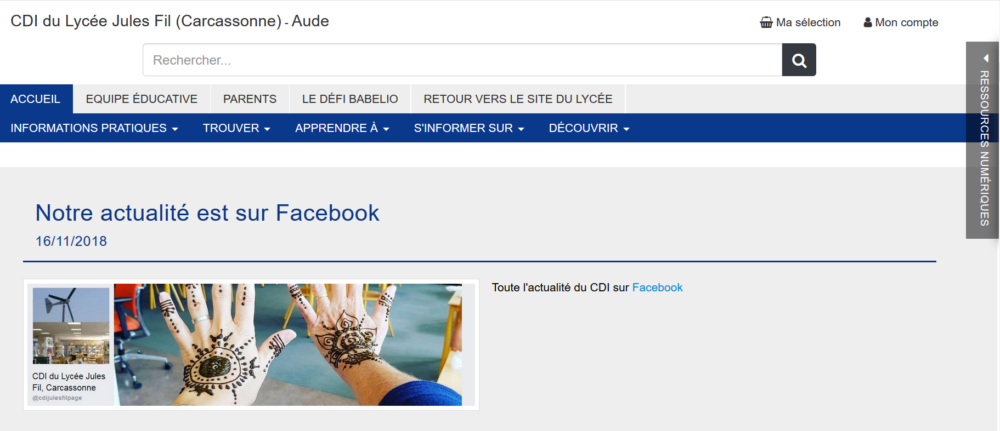 CDI du Lycée Jules Fil (Carcassonne) - Aude
Ma sélection
Mon compte
Rechercher...
ACCUEIL
EQUIPE ÉDUCATIVE
PARENTS
LE DÉFI BABELIO
RETOUR VERS LE SITE DU LYCÉE
INFORMATIONS PRATIQUES
TROUVER
APPRENDRE À
S'INFORMER SUR
DÉCOUVRIR
RESSOURCES NUMÉRIQUES
Notre actualité est sur Facebook
16/11/2018
CDI du Lycée Jules
Fil, Carcassonne
@cdijulesfilpage
Toute l'actualité du CDI sur Facebook